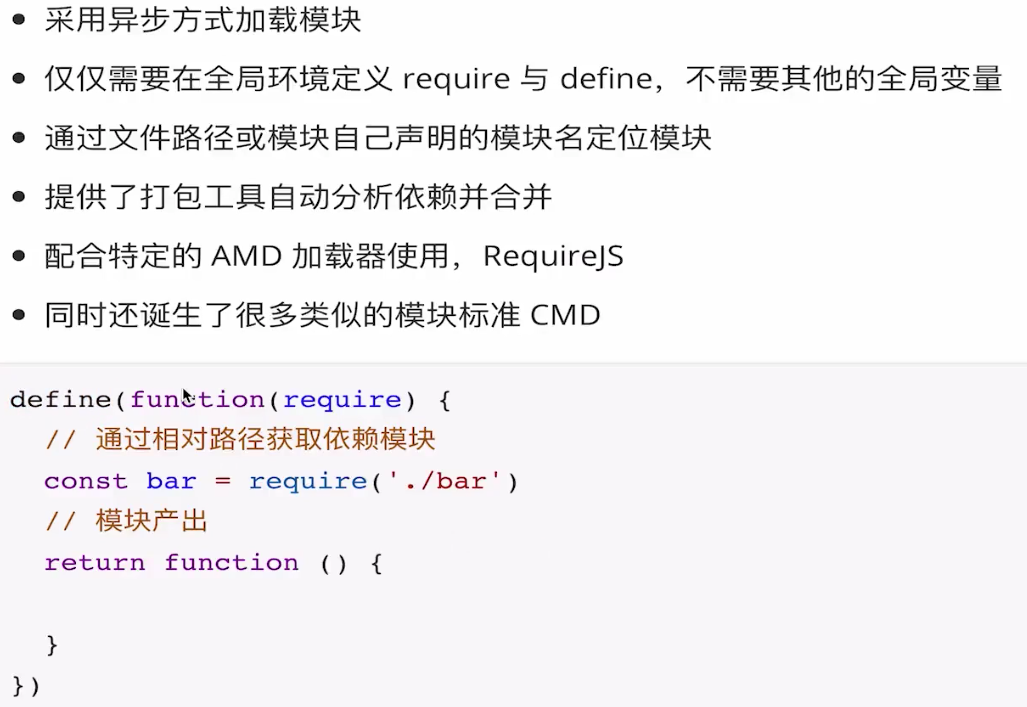 • 采用异步方式加载模块
• 仅仅需要在全局环境定义 require 与 define，不需要其他的全局变量
• 通过文件路径或模块自己声明的模块名定位模块
• 提供了打包工具自动分析依赖并合并
• 配合特定的 AMD 加载器使用，RequireJS
• 同时还诞生了很多类似的模块标准 CMD
define(function(require) {
  // 通过相对路径获取依赖模块
  const bar = require('./bar')
  // 模块产出
  return function () {
  }
})